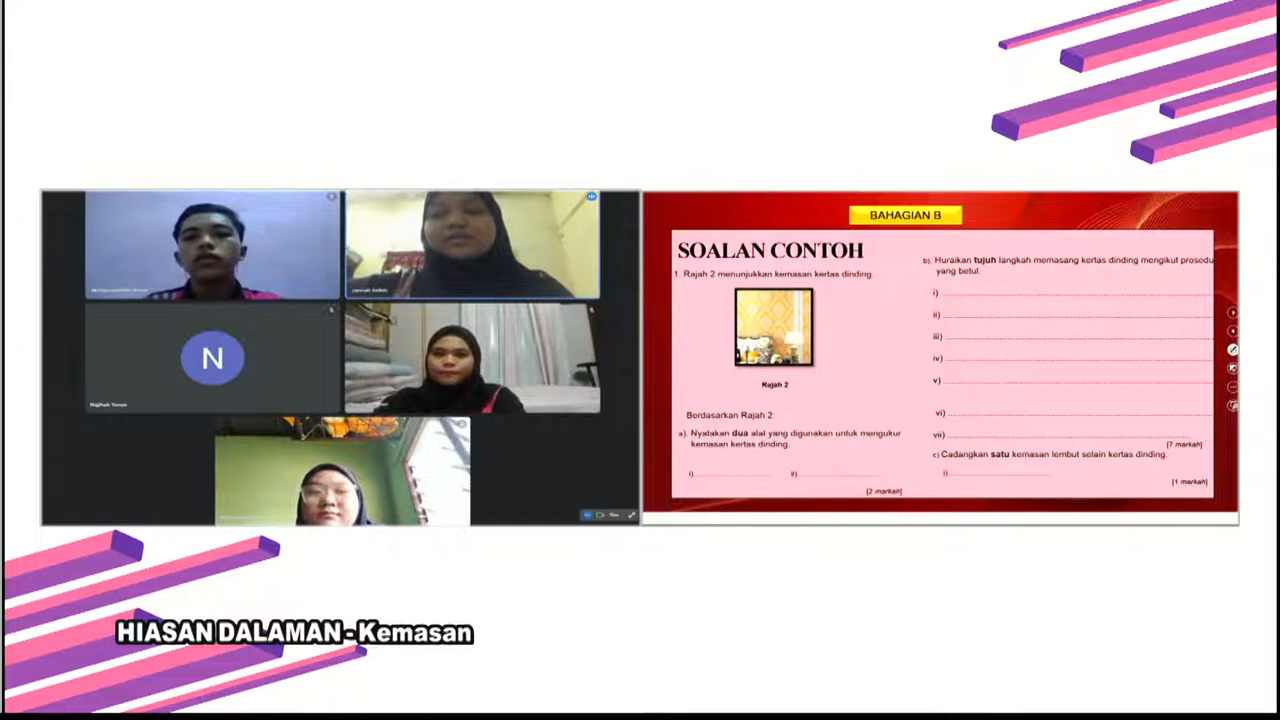 N
BAHAGIAN B
SOALAN CONTOH
1. Rajah 2 menunjukkan kemasan kertas dinding.
Rajah 2
Berdasarkan Rajah 2:
a). Nyatakan dua alat yang digunakan untuk mengukur
kemasan kertas dinding.
i)........................ ii)........................
[2 markah]
b). Huraikan tujuh langkah memasang kertas dinding mengikut prosedu
yang betul.
i) ........................
ii) ........................
iii) ........................
iv) ........................
v) ........................
vi) ........................
vii) ........................
[7 markah]
c) Cadangkan satu kemasan lembut selain kertas dinding.
i)........................
[1 markah]
HIASAN DALAMAN - Kemasan